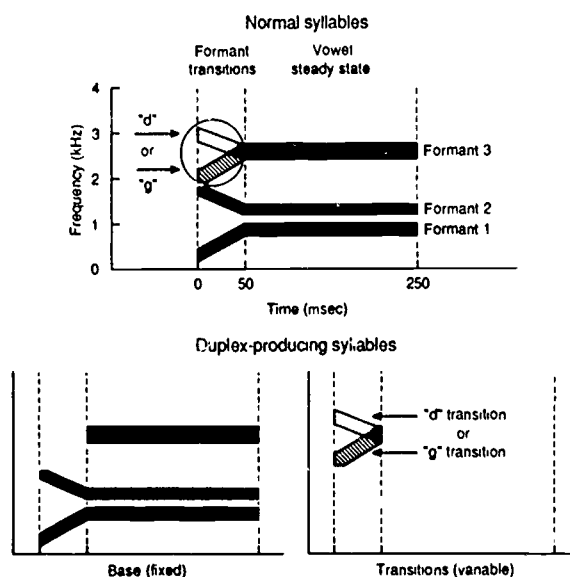 Normal syllables
Formant transitions
Vowel steady state
Frequency (kHz)
4
3
2
1
0
"d"
or
"g"
Formant 3
Formant 2
Formant 1
0
50
250
Time (msec)
Duplex-producing syllables
"d" transition
or
"g" transition
Base (fixed)
Transitions (variable)